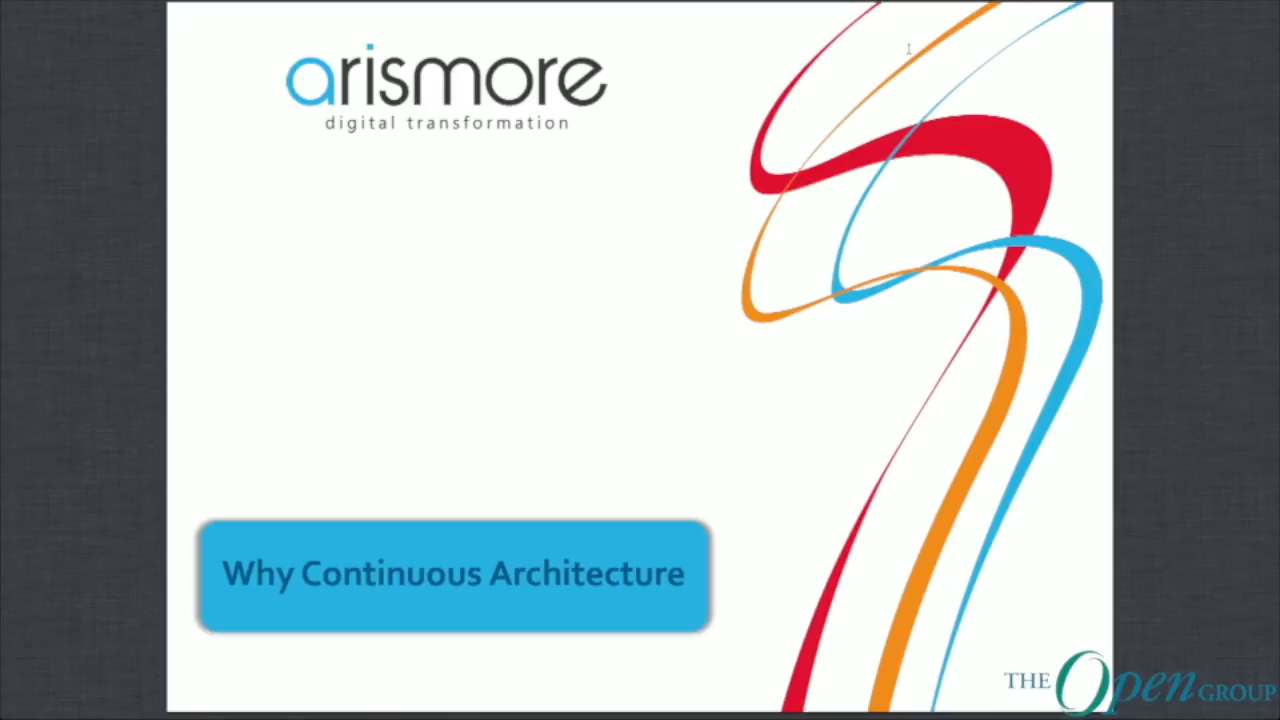 arismore
digital transformation
Why Continuous Architecture
THE Open GROUP